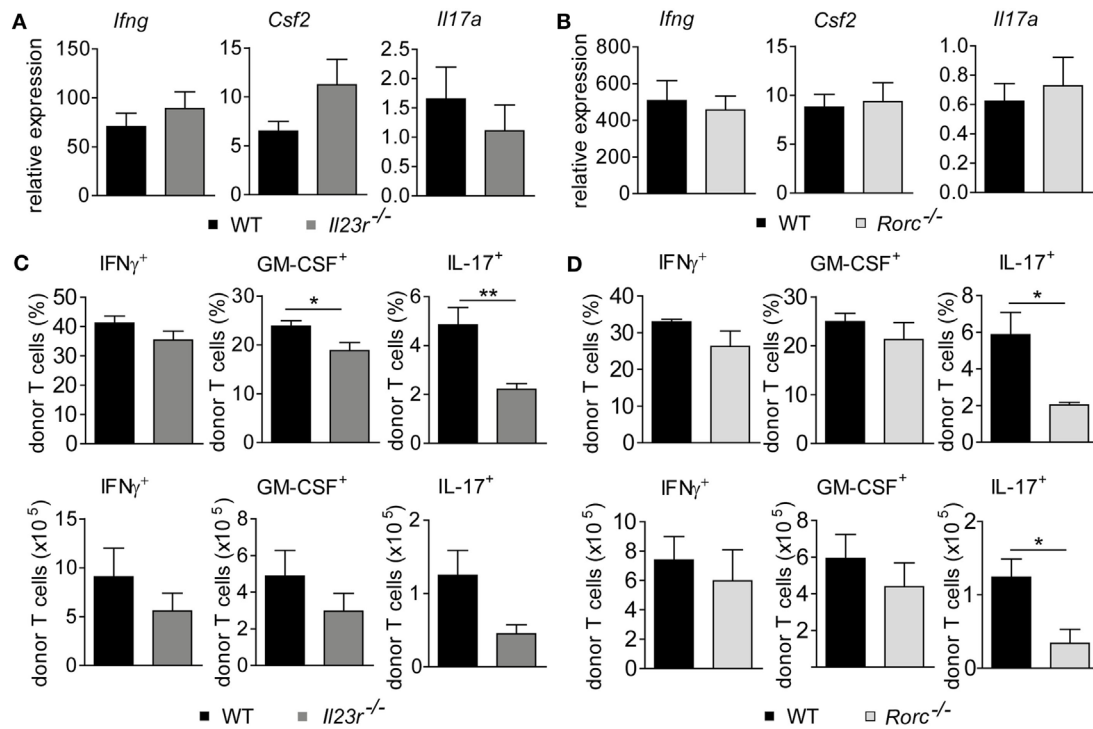 A
Ifng
Csf2
Il17a
relative expression
150
100
50
0
15
10
5
0
2.5
2.0
1.5
1.0
0.5
0.0
WT
Il23r-/-
B
Ifng
Csf2
Il17a
relative expression
800
600
400
200
0
15
10
5
0
1.0
0.8
0.6
0.4
0.2
0.0
WT
Rorc-/-
C
IFNγ+
GM-CSF+
IL-17+
donor T cells (%)
50
40
30
20
10
0
donor T cells (%)
30
20
10
0
donor T cells (%)
6
4
2
0
IFNγ+
GM-CSF+
IL-17+
donor T cells (x10 5)
15
10
5
0
donor T cells (x10 5)
8
6
4
2
0
donor T cells (x10 5)
2
1
0
*
**
WT
Il23r-/-
D
IFNγ+
GM-CSF+
IL-17+
donor T cells (%)
40
30
20
10
0
donor T cells (%)
30
20
10
0
donor T cells (%)
8
6
4
2
0
*
IFNγ+
GM-CSF+
IL-17+
donor T cells (x10 5)
10
8
6
4
2
0
donor T cells (x10 5)
8
6
4
2
0
donor T cells (x10 5)
2
1
0
*
WT
Rorc-/-